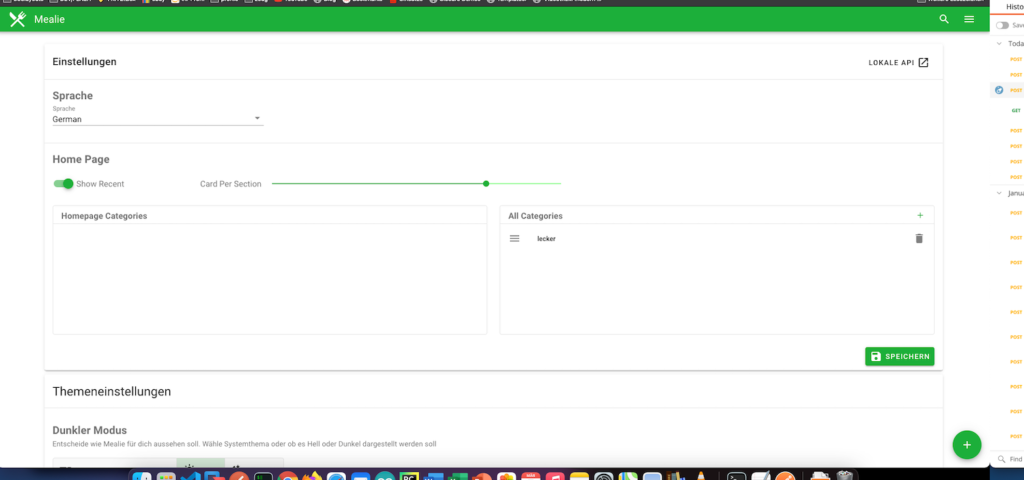 Mealie
Einstellungen
LOKALE API
Sprache
Sprache
German
Home Page
Show Recent
Card Per Section
Homepage Categories
All Categories
+
lecker
SPEICHERN
Themeneinstellungen
Dunkler Modus
Entscheide wie Mealie für dich aussehen soll. Wähle Systemthema oder ob es Hell oder Dunkel dargestellt werden soll
+
Histo
Save
Today
POST
POST
POST
GET
POST
POST
POST
POST
Janua
POST
POST
POST
POST
POST
POST
POST
POST
POST
POST
Find